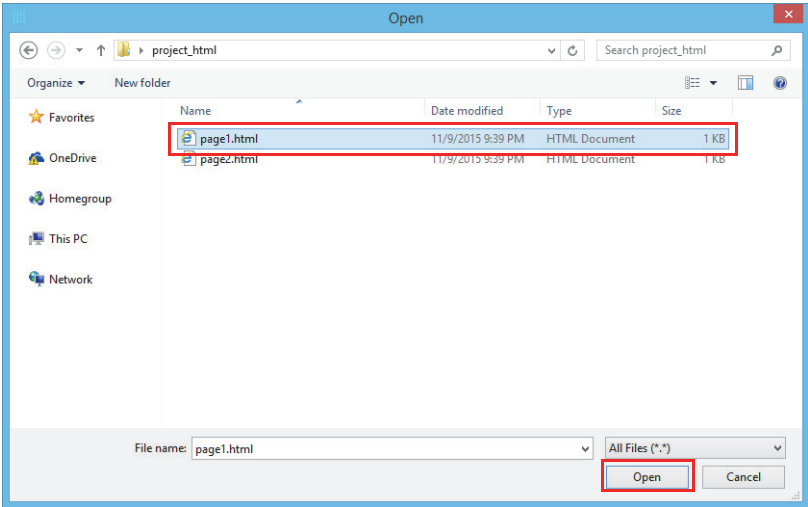 Open
project_html
Search project_html
Organize New folder
Name Date modified Type Size
Favorites
OneDrive
Homegroup
This PC
Network
page1.html 11/9/2015 9:39 PM HTML Document 1 KB
page2.html 11/9/2015 9:39 PM HTML Document 1 KB
File name: page1.html All Files (*.*)
Open Cancel